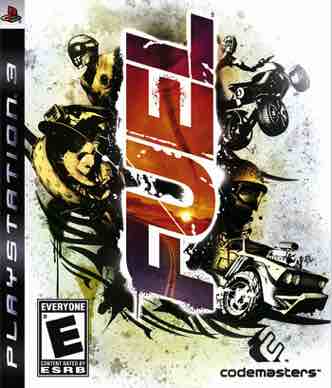 PLAYSTATION 3
FUEL
EVERYONE
E
CONTENT RATED BY
ESRB
codemasters